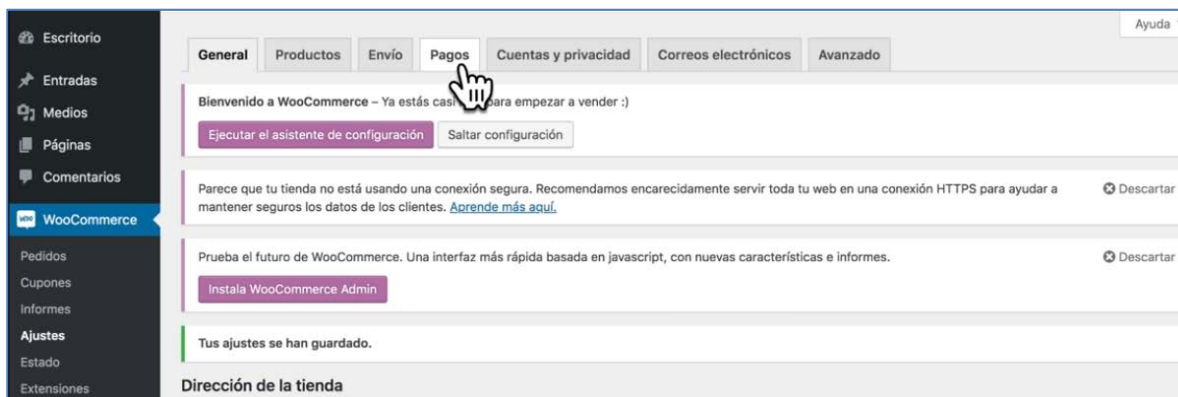 Ayuda
Escritorio
Entradas
Medios
Páginas
Comentarios
WooCommerce
Pedidos
Cupones
Informes
Ajustes
Estado
Extensiones
General Productos Envío Pagos Cuentas y privacidad Correos electrónicos Avanzado
Bienvenido a WooCommerce – Ya estás casi para empezar a vender :)
Ejecutar el asistente de configuración Saltar configuración
Parece que tu tienda no está usando una conexión segura. Recomendamos encarecidamente servir toda tu web en una conexión HTTPS para ayudar a
mantener seguros los datos de los clientes. Aprende más aquí.
Descartar
Prueba el futuro de WooCommerce. Una interfaz más rápida basada en javascript, con nuevas características e informes.
Descartar
Instala WooCommerce Admin
Tus ajustes se han guardado.
Dirección de la tienda